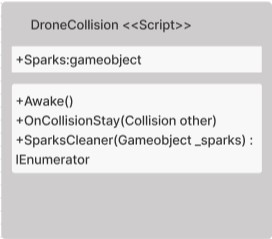 DroneCollision <<Script>>
+Sparks:gameobject
+Awake()
+OnCollisionStay(Collision other)
+SparksCleaner(Gameobject _sparks) :
IEnumerator